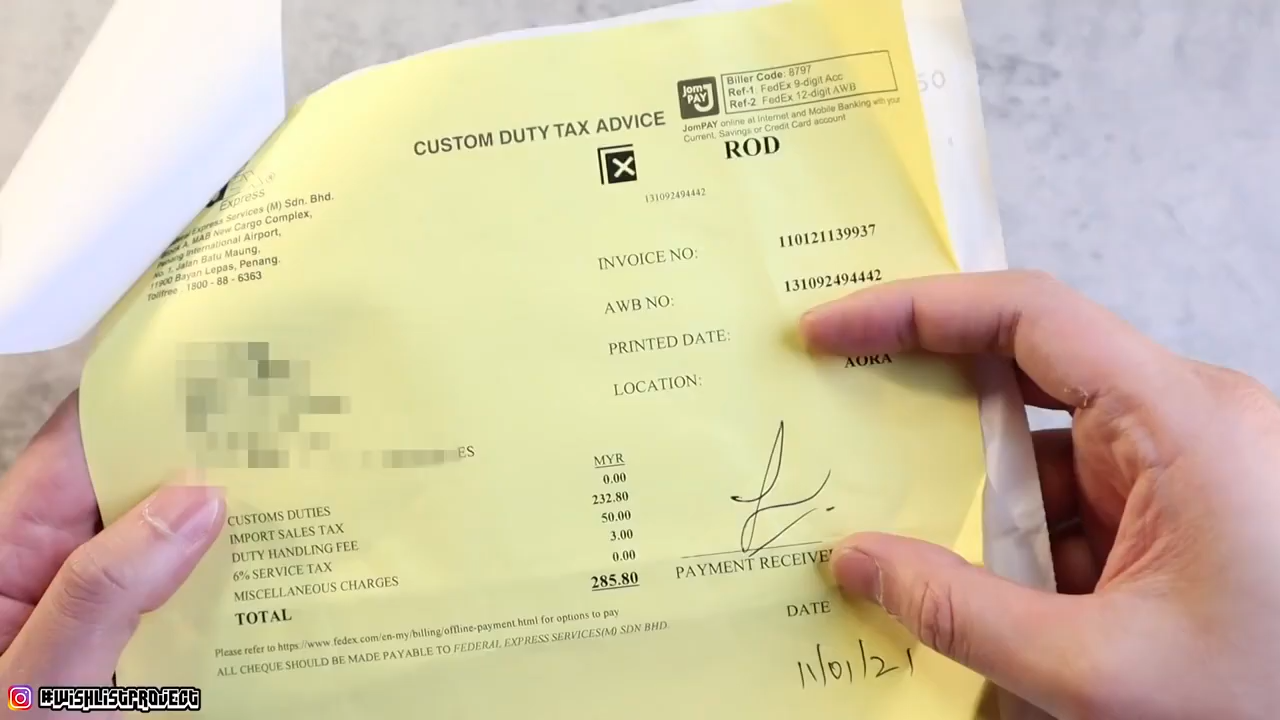 JomPAY
Biller Code: 8797
Ref-1: FedEx 9-digit Acc
Ref-2: FedEx 12-digit AWB
JomPAY online at Internet and Mobile Banking with your
Current, Savings or Credit Card account
CUSTOM DUTY TAX ADVICE
ROD
131092494442
Express
Express Services (M) Sdn. Bhd.
A, MAB New Cargo Complex,
Penang International Airport,
No. 1, Jalan Batu Maung,
11900 Bayan Lepas, Penang.
Tollfree : 1800 - 88 - 6363
INVOICE NO: 110121139937
AWB NO: 131092494442
PRINTED DATE:
LOCATION: AORA
ES
MYR
CUSTOMS DUTIES 0.00
IMPORT SALES TAX 232.80
DUTY HANDLING FEE 50.00
6% SERVICE TAX 3.00
MISCELLANEOUS CHARGES 0.00
TOTAL 285.80
PAYMENT RECEIVE
DATE
11/01/21
Please refer to https://www.fedex.com/en-my/billing/offline-payment.html for options to pay
ALL CHEQUE SHOULD BE MADE PAYABLE TO FEDERAL EXPRESS SERVICES(M) SDN BHD.
#WISHLISTPROJECT